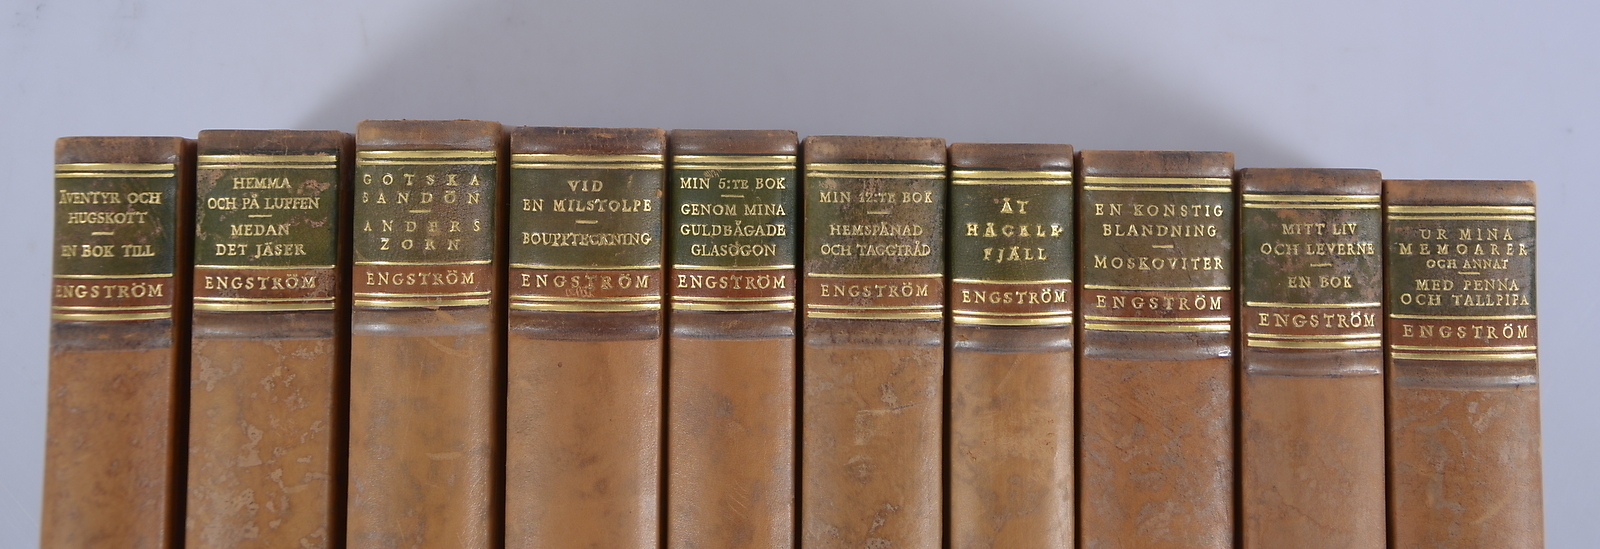 ÄVENTYR OCH
HUGSKOTT
EN BOK TILL
ENGSTRÖM
HEMMA
OCH PÅ LUFFEN
MEDAN
DET JÄSER
ENGSTRÖM
GOTSKA
SANDÖN
ANDERS
ZORN
ENGSTRÖM
VID
EN MILSTOLPE
BOUPPTECKNING
ENGSTRÖM
MIN 5:TE BOK
GENOM MINA
GULDBÅGADE
GLASÖGON
ENGSTRÖM
MIN 12:TE BOK
HEMSPÅNAD
OCH TAGGTRÅD
ENGSTRÖM
ÅT
HÄCKLE
FJÄLL
ENGSTRÖM
EN KONSTIG
BLANDNING
MOSKOVITER
ENGSTRÖM
MITT LIV
OCH LEVERNE
EN BOK
ENGSTRÖM
UR MINA
MEMOARER
OCH ANNAT
MED PENNA
OCH TALLPIPA
ENGSTRÖM